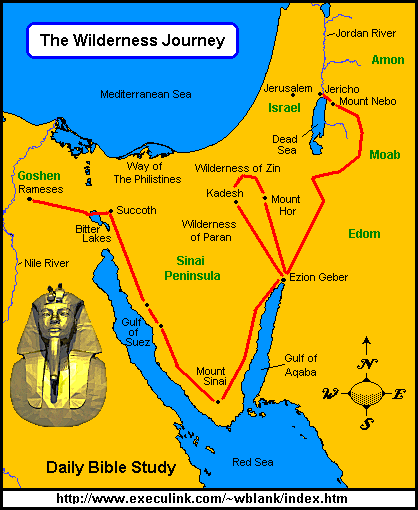 The Wilderness Journey
Jordan River
Amon
Mediterranean Sea
Jerusalem
Jericho
Israel
Mount Nebo
Dead
Sea
Way of
The Philistines
Moab
Goshen
Rameses
Wilderness of Zin
Kadesh
Mount
Hor
Succoth
Bitter
Lakes
Wilderness
of Paran
Edom
Nile River
Sinai
Peninsula
Ezion Geber
Gulf
of
Suez
Mount
Sinai
Gulf of
Aqaba
N
W
E
S
Daily Bible Study
Red Sea
http://www.execulink.com/~wblank/index.htm